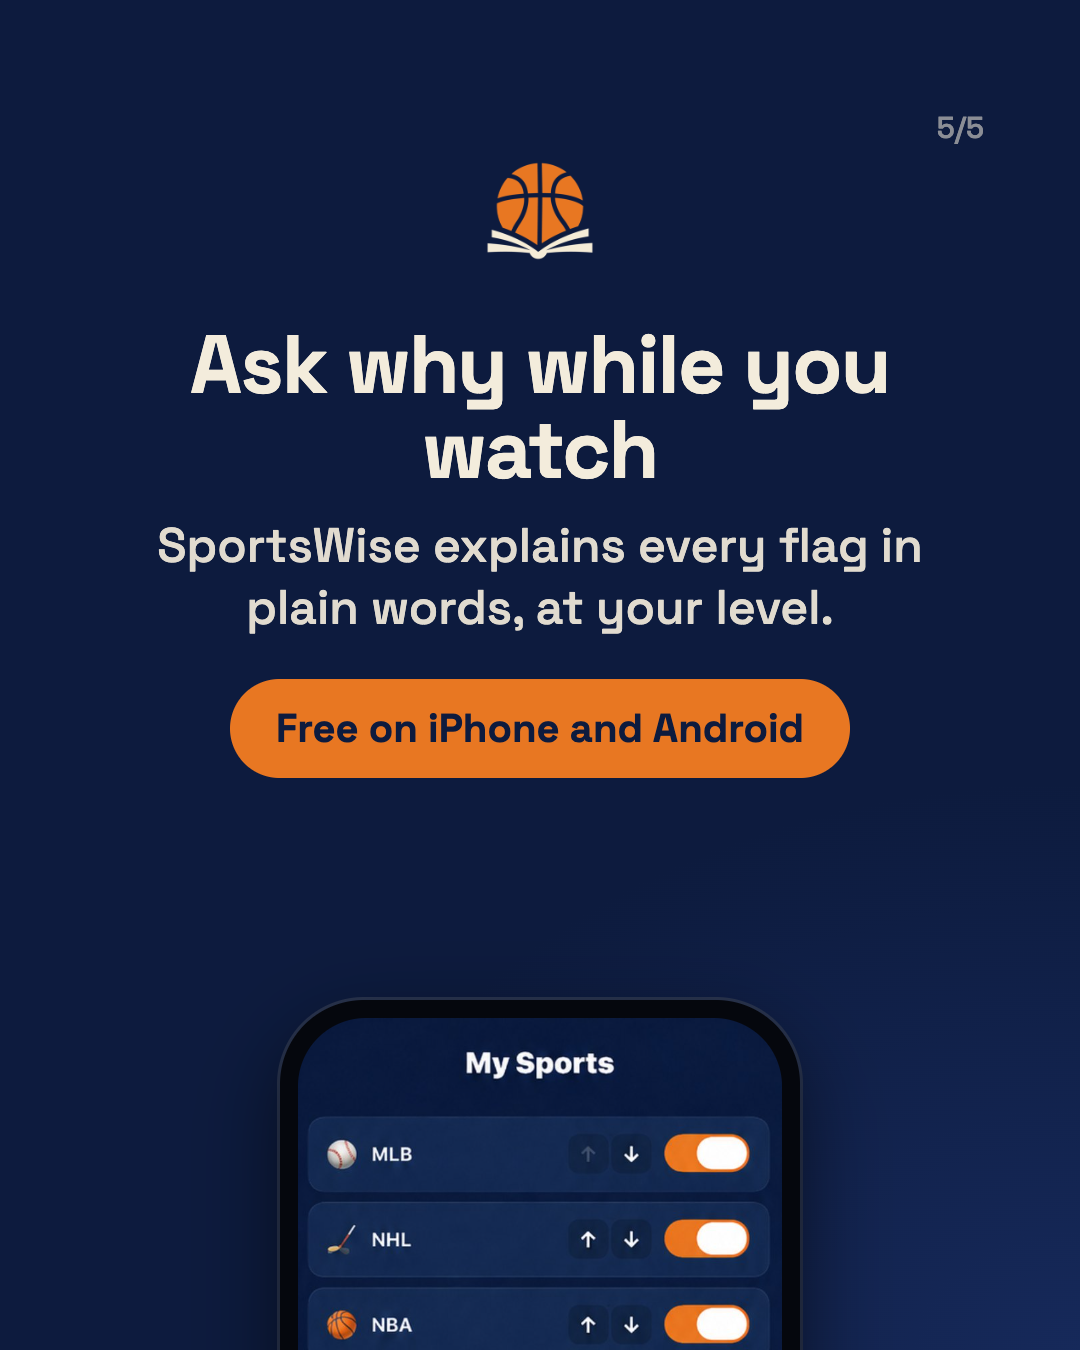 5/5
Ask why while you
watch
SportsWise explains every flag in
plain words, at your level.
Free on iPhone and Android
My Sports
MLB
NHL
NBA